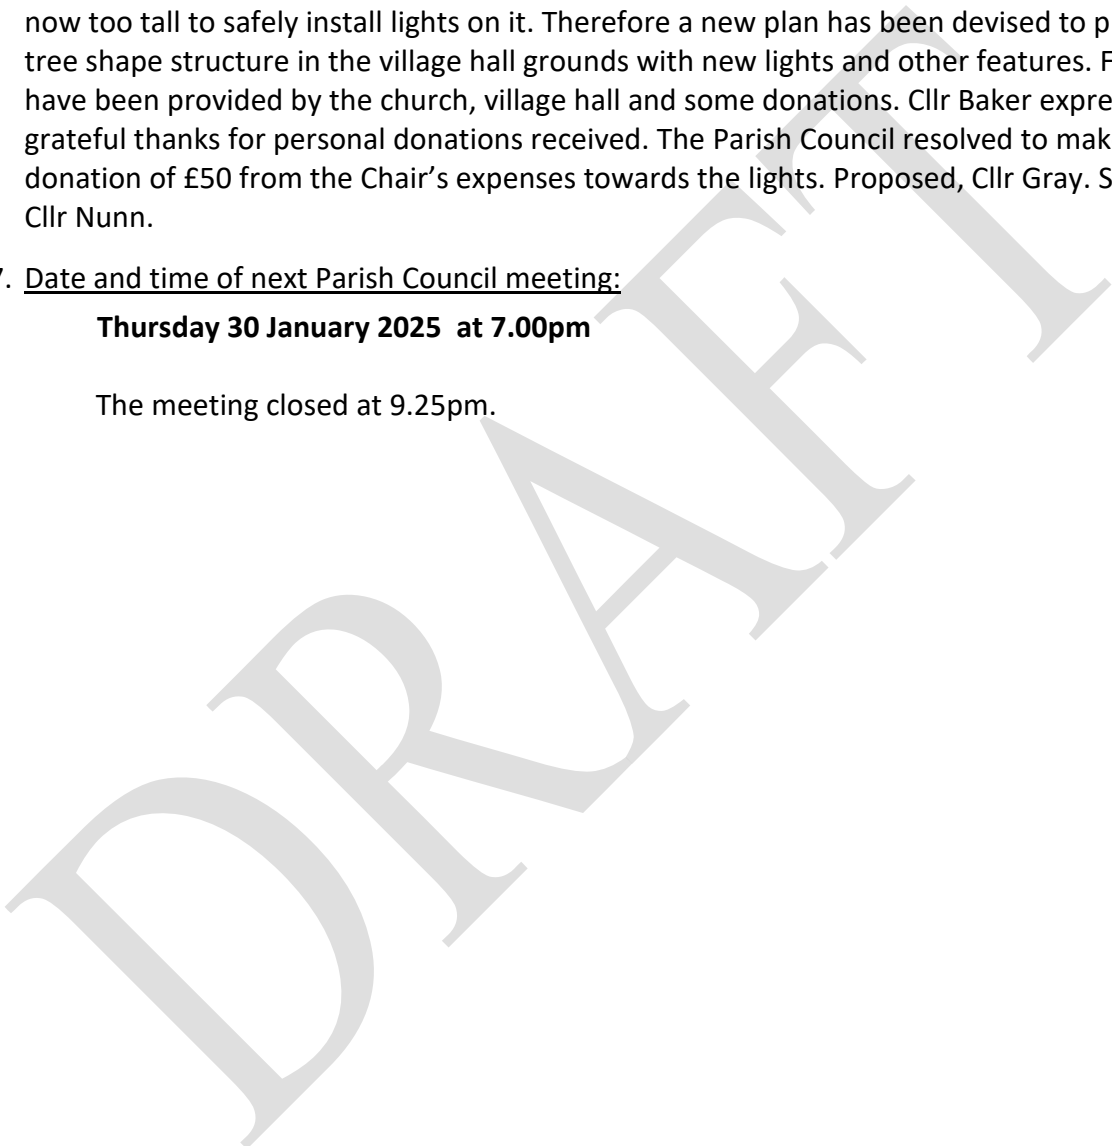 now too tall to safely install lights on it. Therefore a new plan has been devised to p
tree shape structure in the village hall grounds with new lights and other features. F
have been provided by the church, village hall and some donations. Cllr Baker expre
grateful thanks for personal donations received. The Parish Council resolved to mak
donation of £50 from the Chair’s expenses towards the lights. Proposed, Cllr Gray. S
Cllr Nunn.
7. Date and time of next Parish Council meeting:
Thursday 30 January 2025 at 7.00pm
The meeting closed at 9.25pm.
DRAFT